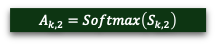 A_{k,2} = Softmax(S_{k,2})